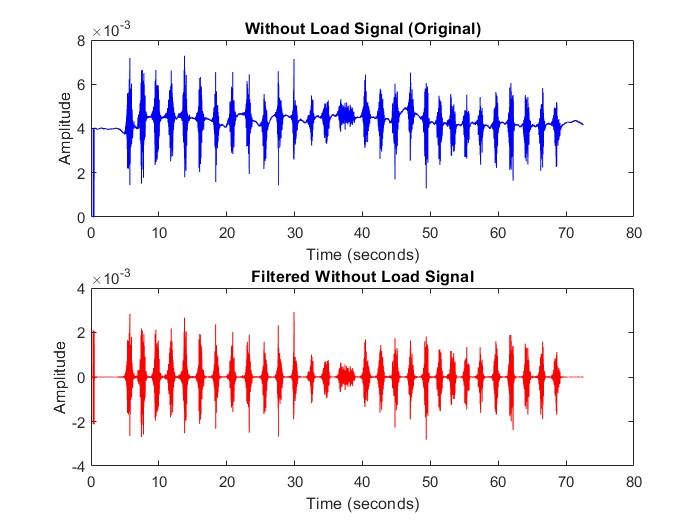 Without Load Signal (Original)
×10-3
8
6
4
2
0
Amplitude
0 10 20 30 40 50 60 70 80
Time (seconds)
Filtered Without Load Signal
×10-3
4
2
0
-2
-4
Amplitude
0 10 20 30 40 50 60 70 80
Time (seconds)